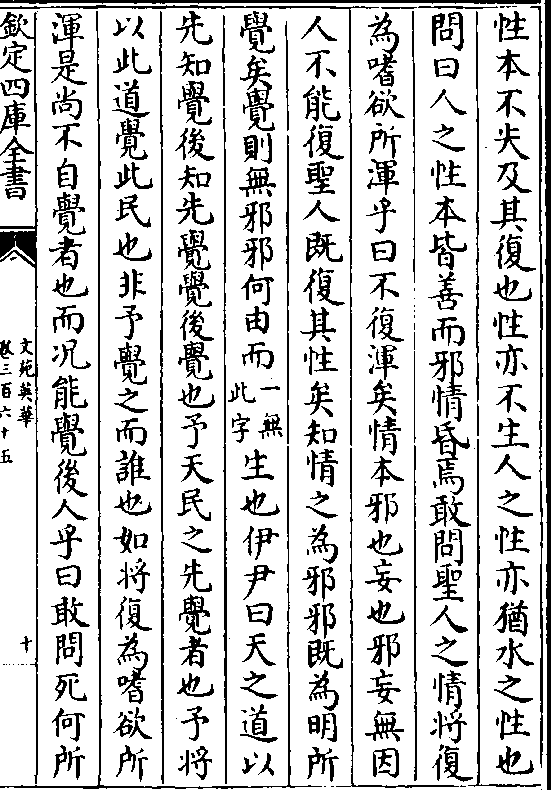 性本不失及其復也性亦不生人之性亦猶水之性也
問曰人之性本皆善而邪情昏焉敢問聖人之情將復
為嗜欲所渾乎曰不復渾矣情本邪也妄也邪妄無因
人不能復聖人既復其性矣知情之為邪邪既為明所
覺矣覺則無邪邪何由而一無此字生也伊尹曰天之道以
先知覺後知先覺覺後覺也予天民之先覺者也予將
以此道覺此民也非予覺之而誰也如將復為嗜欲所
渾是尚不自覺者也而况能覺後人乎曰敢問死何所
欽定四庫全書
文苑英華
卷三百六十五
十